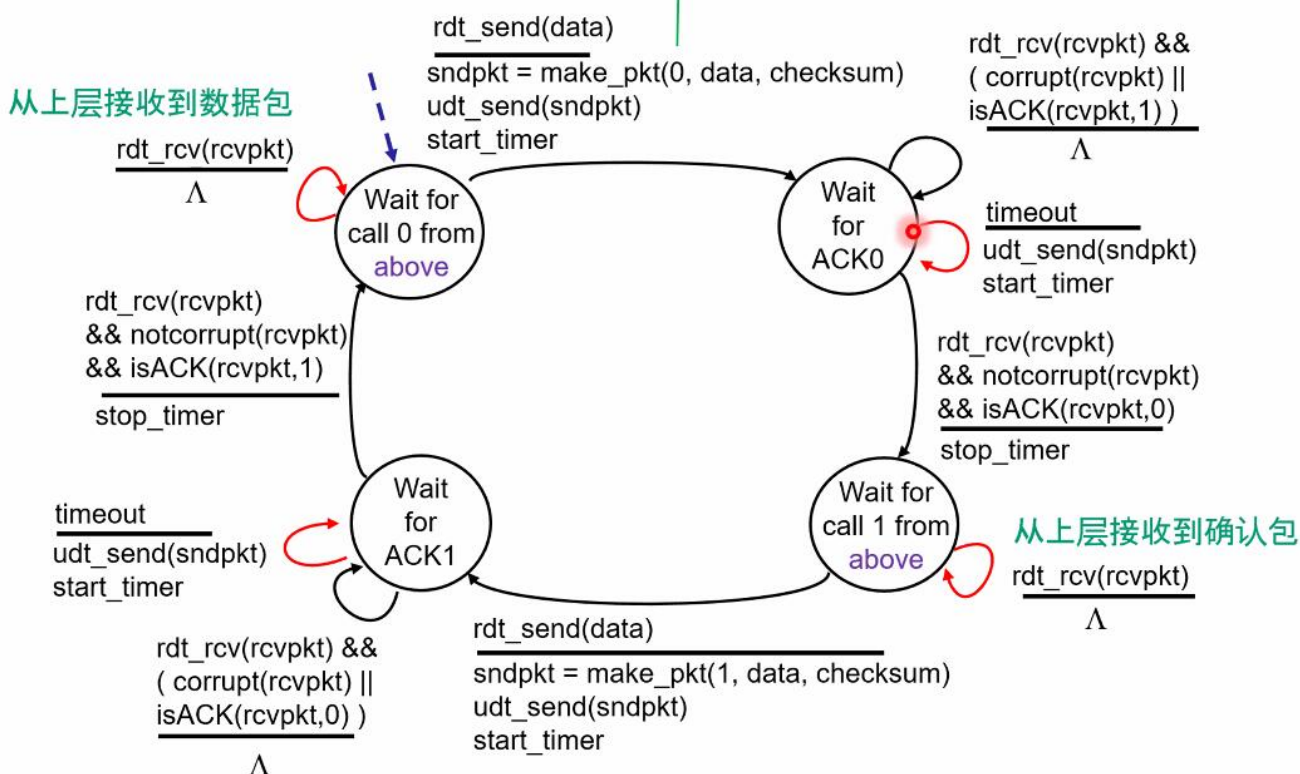 rdt_send(data)
sndpkt = make_pkt(0, data, checksum)
udt_send(sndpkt)
start_timer
rdt_rcv(rcvpkt) &&
( corrupt(rcvpkt) ||
isACK(rcvpkt,1) )
Λ
从上层接收到数据包
rdt_rcv(rcvpkt)
Λ
Wait for
call 0 from
above
Wait
for
ACK0
timeout
udt_send(sndpkt)
start_timer
rdt_rcv(rcvpkt)
&& notcorrupt(rcvpkt)
&& isACK(rcvpkt,1)
stop_timer
rdt_rcv(rcvpkt)
&& notcorrupt(rcvpkt)
&& isACK(rcvpkt,0)
stop_timer
timeout
udt_send(sndpkt)
start_timer
Wait
for
ACK1
Wait for
call 1 from
above
从上层接收到确认包
rdt_rcv(rcvpkt)
Λ
rdt_rcv(rcvpkt) &&
( corrupt(rcvpkt) ||
isACK(rcvpkt,0) )
Λ
rdt_send(data)
sndpkt = make_pkt(1, data, checksum)
udt_send(sndpkt)
start_timer